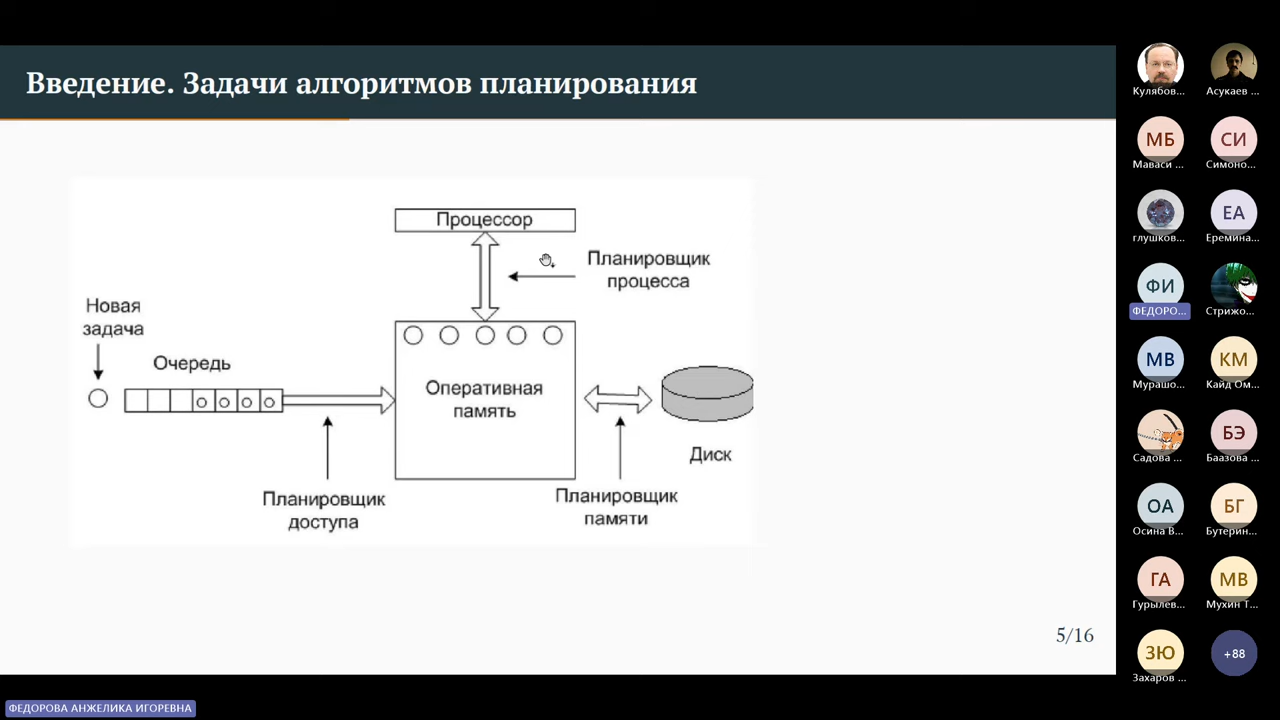 Введение. Задачи алгоритмов планирования
Процессор
Планировщик
процесса
Новая
задача
Очередь
Оперативная
память
Диск
Планировщик
доступа
Планировщик
памяти
5/16
Кулябов...
Асукаев ...
МБ
Маваси ...
СИ
Симоно...
глушков...
ЕА
Еремина...
ФИ
ФЕДОРО...
Стрижо...
МВ
Мурашо...
КМ
Кайд Ом...
Садова ...
БЭ
Баазова ...
ОА
Осина В...
БГ
Бутерин...
ГА
Гурылев...
МВ
Мухин Т...
ЗЮ
Захаров ...
+88
ФЕДОРОВА АНЖЕЛИКА ИГОРЕВНА